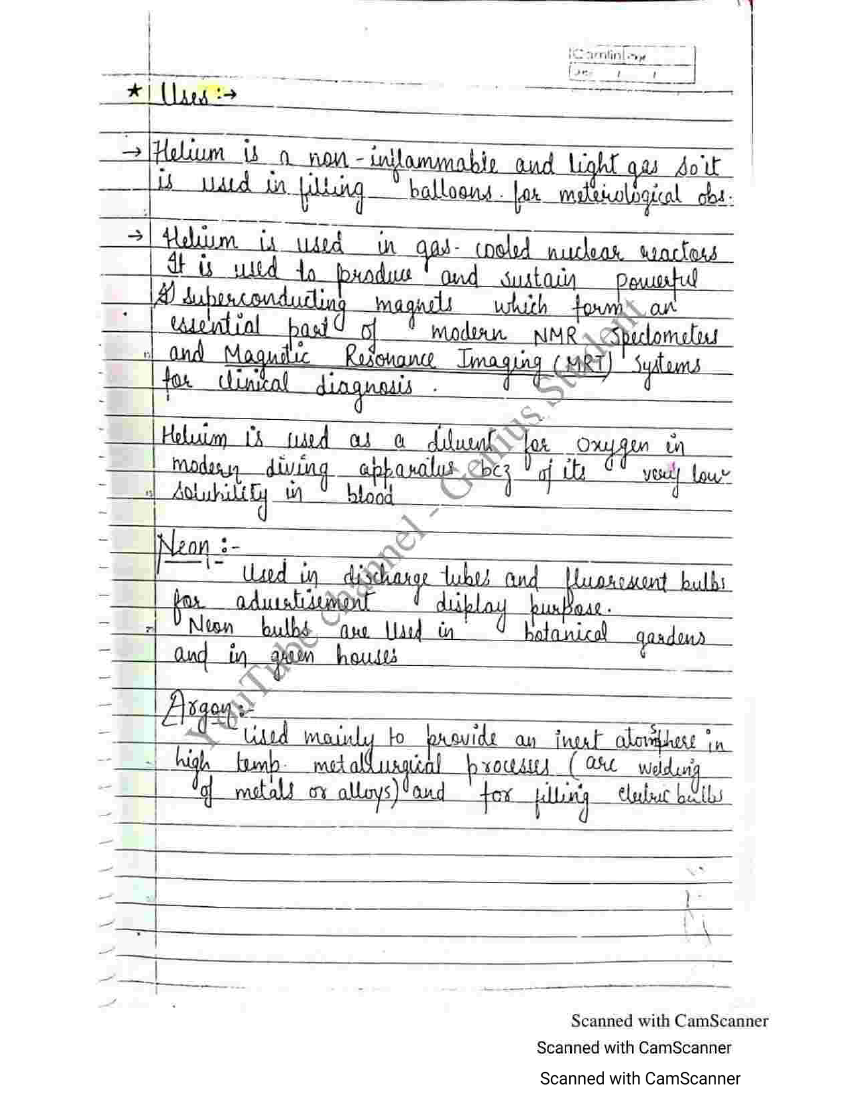 Camlin Page
Date / /
* Uses :→
→ Helium is a non-inflammable and light gas so it
is used in filling balloons for meteriological obs.
→ Helium is used in gas-cooled nuclear reactors
It is used to produce and sustain powerful
superconducting magnets which form an
essential part of modern NMR Spectometers
and Magnetic Resonance Imaging (MRI) Systems
for clinical diagnosis.
Heluim is used as a diluent for oxygen in
modern diving apparatus bcz of its very low
solubility in blood
Neon :-
Used in discharge tubes and fluorescent bulbs
for advertisement display purpose.
Neon bulbs are Used in botanical gardens
and in green houses
Argon :-
Used mainly to provide an inert atomsphere in
high temp. metallurgical processes (arc welding
of metals or alloys) and for filling electric bulbs
YouTube channel - Genius Student
Scanned with CamScanner
Scanned with CamScanner
Scanned with CamScanner